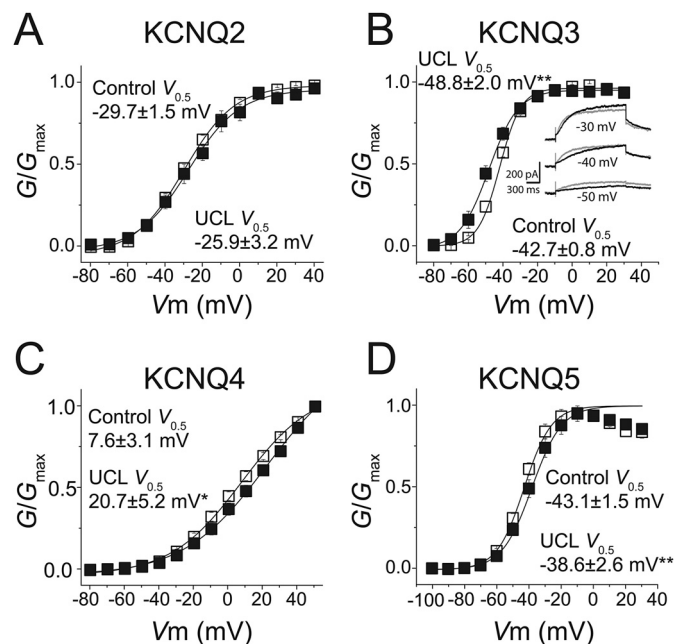 A
KCNQ2
Control V0.5
-29.7±1.5 mV
UCL V0.5
-25.9±3.2 mV
G/Gmax
1.0
0.5
0.0
-80 -60 -40 -20 0 20 40
Vm (mV)
B
KCNQ3
UCL V0.5
-48.8±2.0 mV**
-30 mV
-40 mV
-50 mV
200 pA
300 ms
Control V0.5
-42.7±0.8 mV
G/Gmax
1.0
0.5
0.0
-80 -60 -40 -20 0 20 40
Vm (mV)
C
KCNQ4
Control V0.5
7.6±3.1 mV
UCL V0.5
20.7±5.2 mV*
G/Gmax
1.0
0.5
0.0
-80 -60 -40 -20 0 20 40
Vm (mV)
D
KCNQ5
Control V0.5
-43.1±1.5 mV
UCL V0.5
-38.6±2.6 mV**
G/Gmax
1.0
0.5
0.0
-100 -80 -60 -40 -20 0 20 40
Vm (mV)